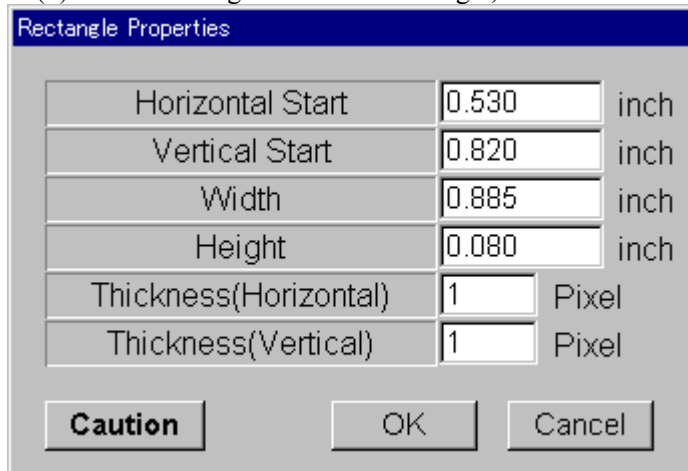 Rectangle Properties
Horizontal Start 0.530 inch
Vertical Start 0.820 inch
Width 0.885 inch
Height 0.080 inch
Thickness(Horizontal) 1 Pixel
Thickness(Vertical) 1 Pixel
Caution OK Cancel